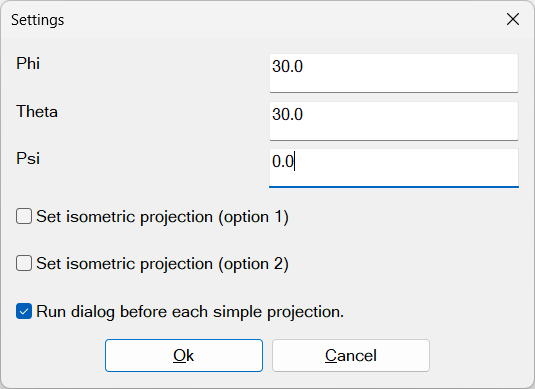 Settings
Phi
30.0
Theta
30.0
Psi
0.0
Set isometric projection (option 1)
Set isometric projection (option 2)
Run dialog before each simple projection.
Ok
Cancel